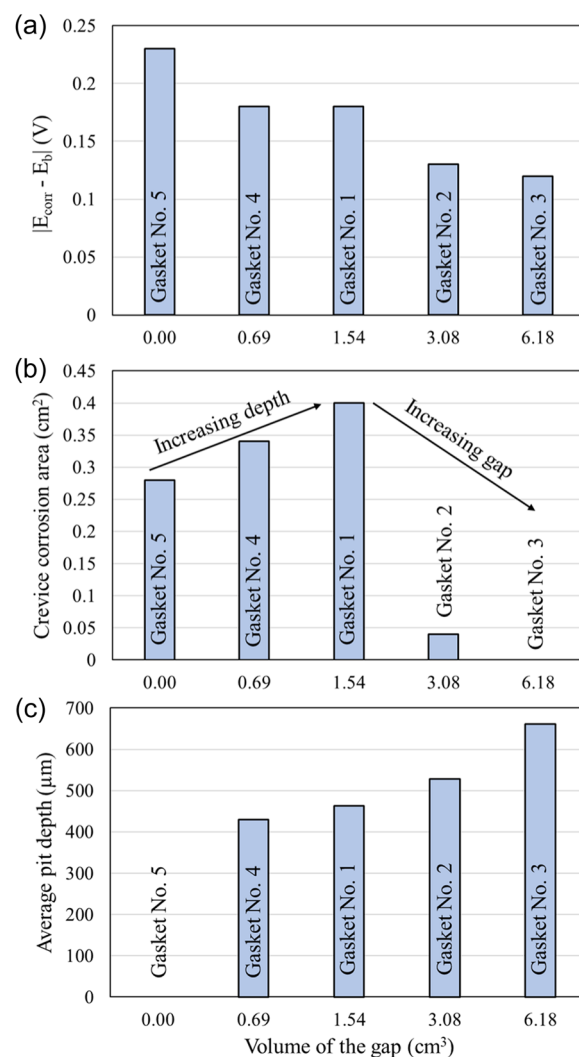 (a)
|E_corr - E_b| (V)
0.25
0.2
0.15
0.1
0.05
0
Gasket No. 5
Gasket No. 4
Gasket No. 1
Gasket No. 2
Gasket No. 3
0.00 0.69 1.54 3.08 6.18
(b)
Crevice corrosion area (cm²)
0.45
0.4
0.35
0.3
0.25
0.2
0.15
0.1
0.05
0
Increasing depth
Increasing gap
Gasket No. 5
Gasket No. 4
Gasket No. 1
Gasket No. 2
Gasket No. 3
0.00 0.69 1.54 3.08 6.18
(c)
Average pit depth (µm)
700
600
500
400
300
200
100
0
Gasket No. 5
Gasket No. 4
Gasket No. 1
Gasket No. 2
Gasket No. 3
0.00 0.69 1.54 3.08 6.18
Volume of the gap (cm³)